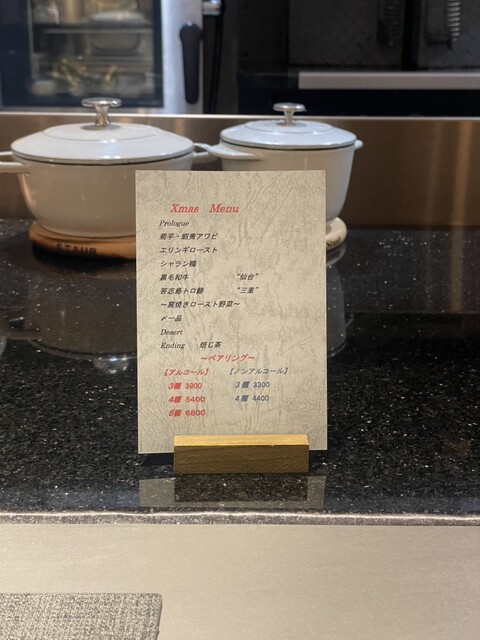 Xmas Menu
Prologue
菊芋・蝦夷アワビ
エリンギロースト
シャラン鴨
黒毛和牛 "仙台"
答志島トロ鰆 "三重"
～窯焼きロースト野菜～
〆一品
Desert
Ending 焙じ茶
～ペアリング～
【アルコール】 【ノンアルコール】
3種 3900 3種 3300
4種 5400 4種 4400
5種 6800
STAUB